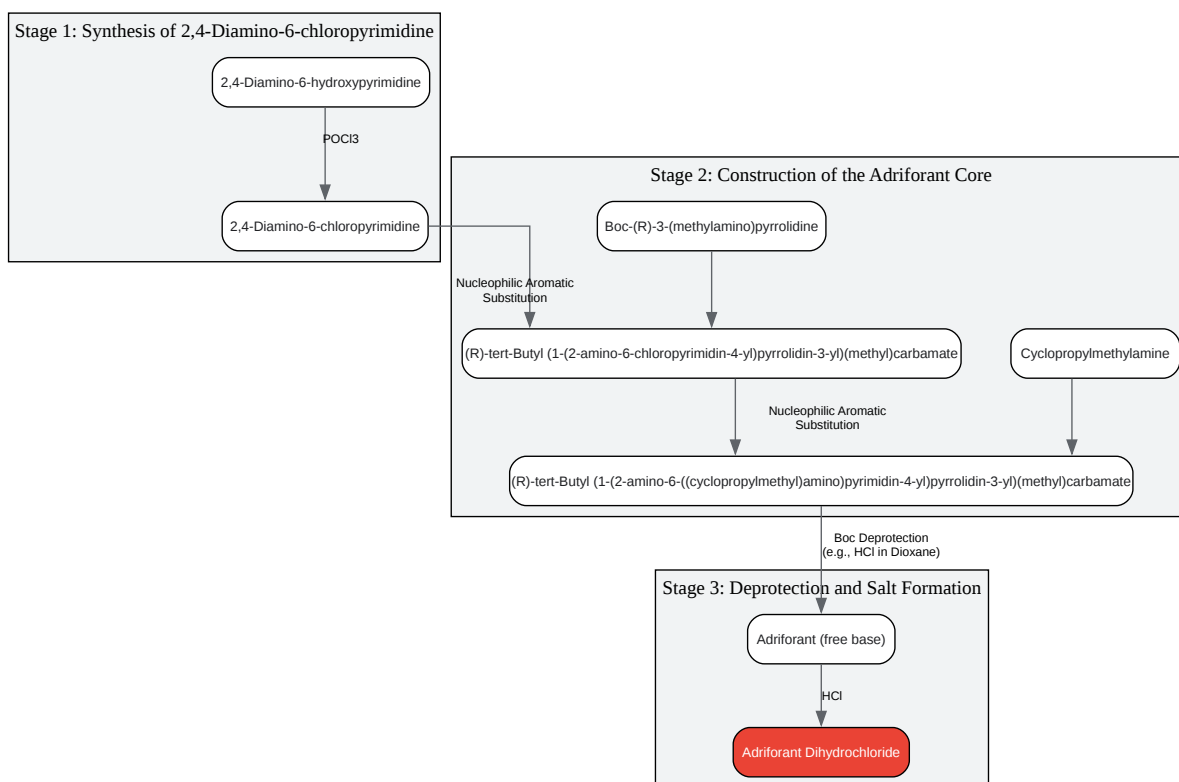 Stage 1: Synthesis of 2,4-Diamino-6-chloropyrimidine
2,4-Diamino-6-hydroxypyrimidine
POCl3
2,4-Diamino-6-chloropyrimidine
Stage 2: Construction of the Adriforant Core
Boc-(R)-3-(methylamino)pyrrolidine
Nucleophilic Aromatic
Substitution
(R)-tert-Butyl (1-(2-amino-6-chloropyrimidin-4-yl)pyrrolidin-3-yl)(methyl)carbamate
Cyclopropylmethylamine
Nucleophilic Aromatic
Substitution
(R)-tert-Butyl (1-(2-amino-6-((cyclopropylmethyl)amino)pyrimidin-4-yl)pyrrolidin-3-yl)(methyl)carbamate
Boc Deprotection
(e.g., HCl in Dioxane)
Stage 3: Deprotection and Salt Formation
Adriforant (free base)
HCl
Adriforant Dihydrochloride